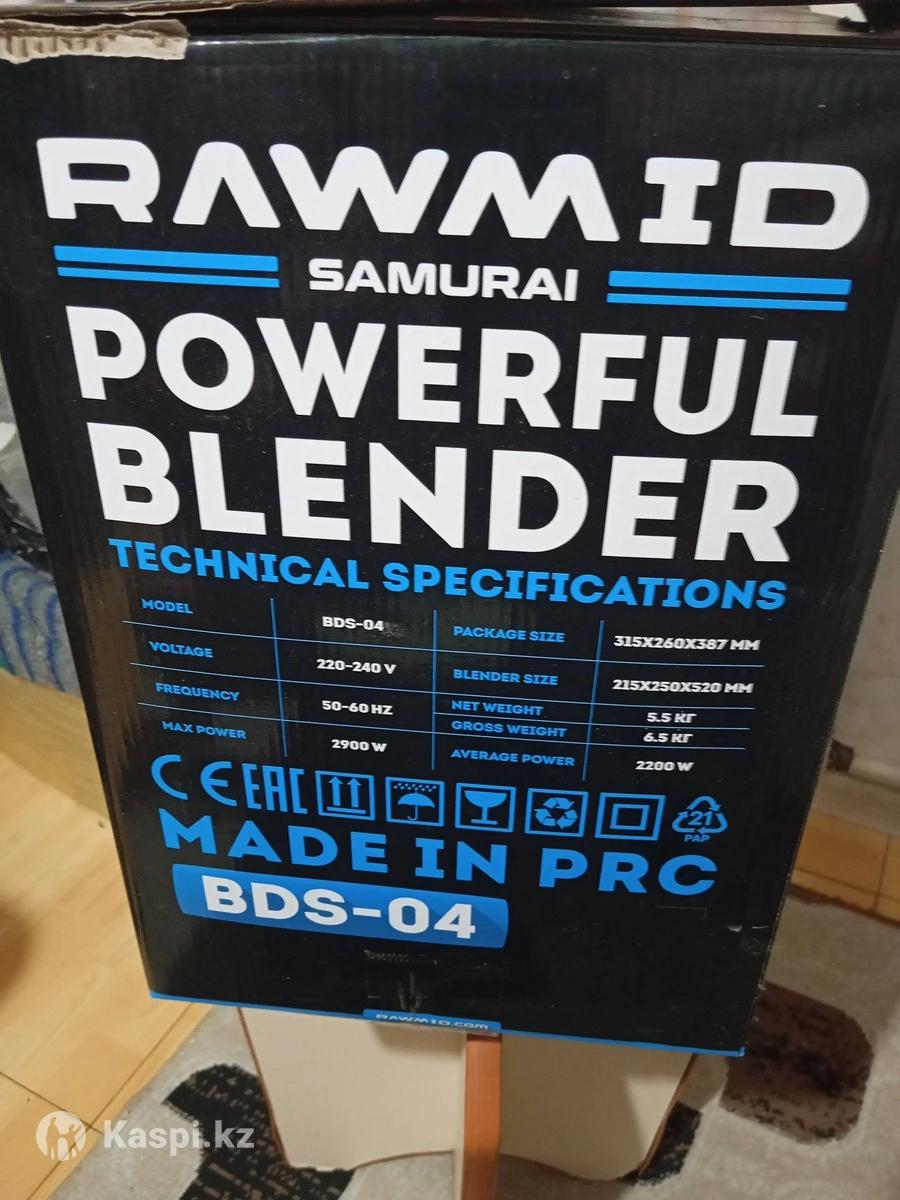 RAWMID
SAMURAI
POWERFUL
BLENDER
TECHNICAL SPECIFICATIONS
MODEL BDS-04
VOLTAGE 220-240 V
FREQUENCY 50-60 HZ
MAX POWER 2900 W
PACKAGE SIZE 315X260X387 MM
BLENDER SIZE 215X250X520 MM
NET WEIGHT 5.5 КГ
GROSS WEIGHT 6.5 КГ
AVERAGE POWER 2200 W
CE EAC 21
PAP
MADE IN PRC
BDS-04
RAWMID.com
Kaspi.kz